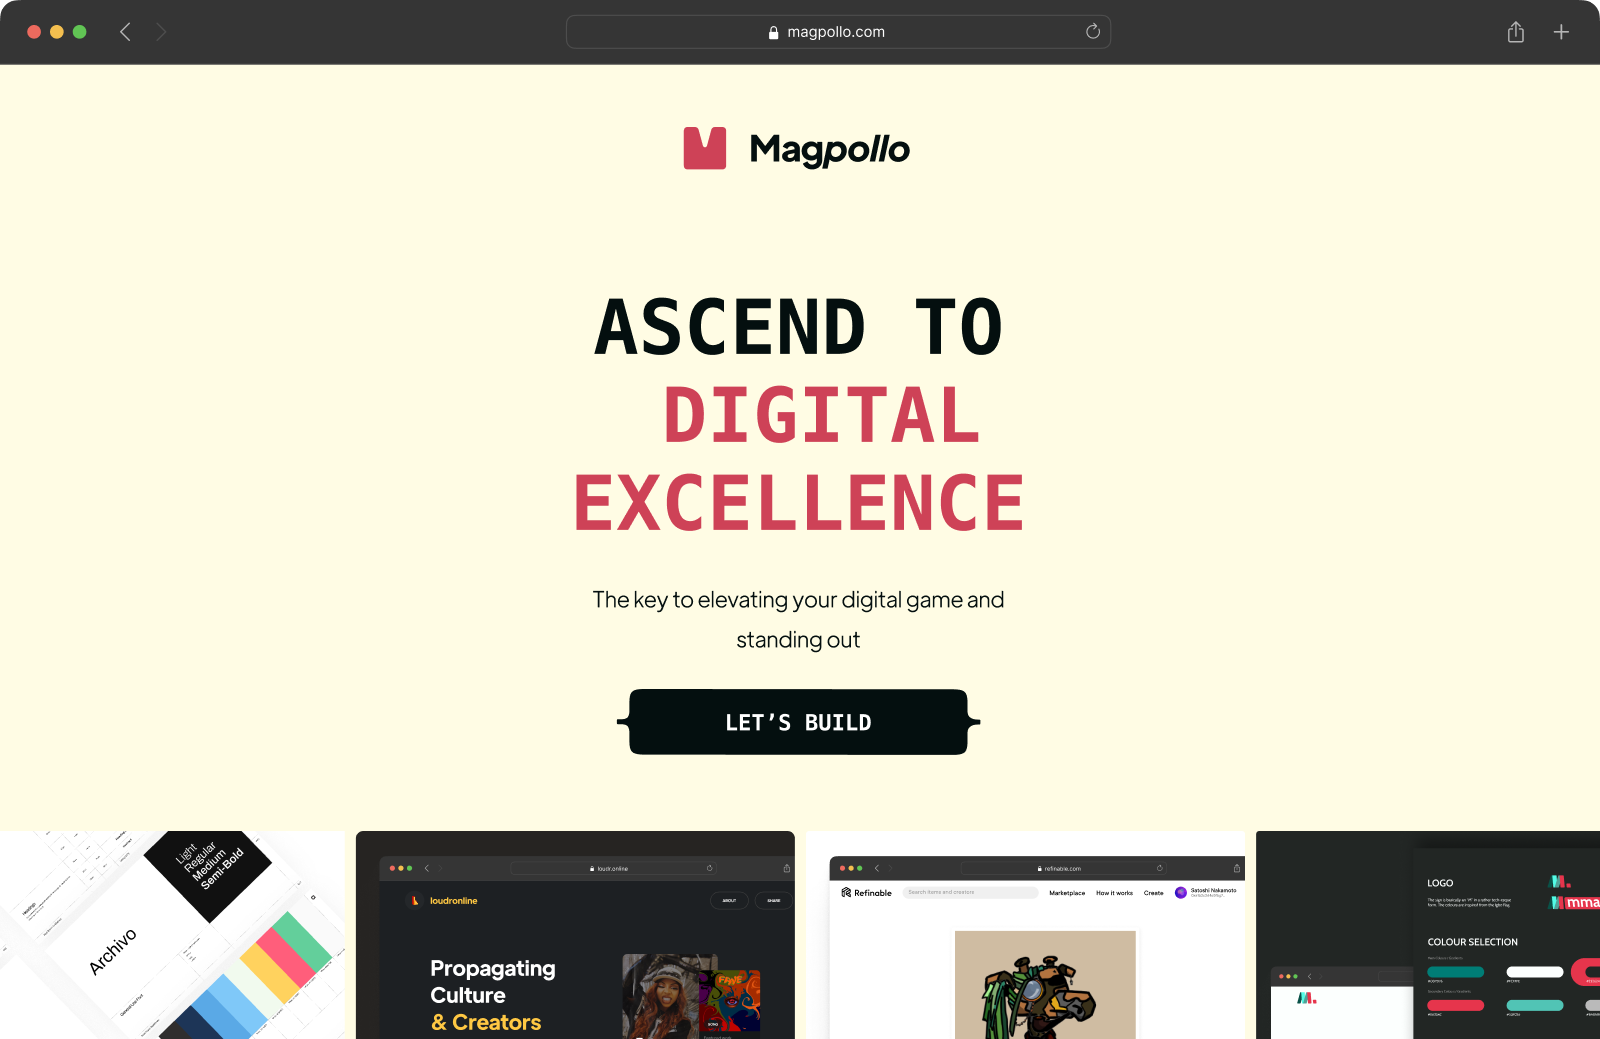 magpollo.com
Magpollo
ASCEND TO
DIGITAL
EXCELLENCE
The key to elevating your digital game and
standing out
LET'S BUILD
Light
Regular
Medium
Semi-Bold
Archivo
loudr.online
loudronline
ABOUT
SHARE
Propagating
Culture
& Creators
refinable.com
Refinable
Search items and creators
Marketplace
How it works
Create
Satoshi Nakamoto
LOGO
M.
mma
COLOUR SELECTION
M.